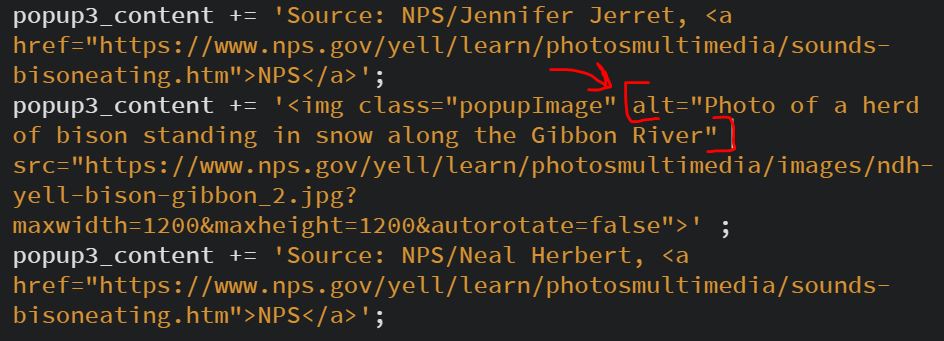 popup3_content += 'Source: NPS/Jennifer Jerret, <a
href="https://www.nps.gov/yell/learn/photosmultimedia/sounds-
bisoneating.htm">NPS</a>';
popup3_content += '<img class="popupImage" alt="Photo of a herd
of bison standing in snow along the Gibbon River"
src="https://www.nps.gov/yell/learn/photosmultimedia/images/ndh-
yell-bison-gibbon_2.jpg?
maxwidth=1200&maxheight=1200&autorotate=false">' ;
popup3_content += 'Source: NPS/Neal Herbert, <a
href="https://www.nps.gov/yell/learn/photosmultimedia/sounds-
bisoneating.htm">NPS</a>';